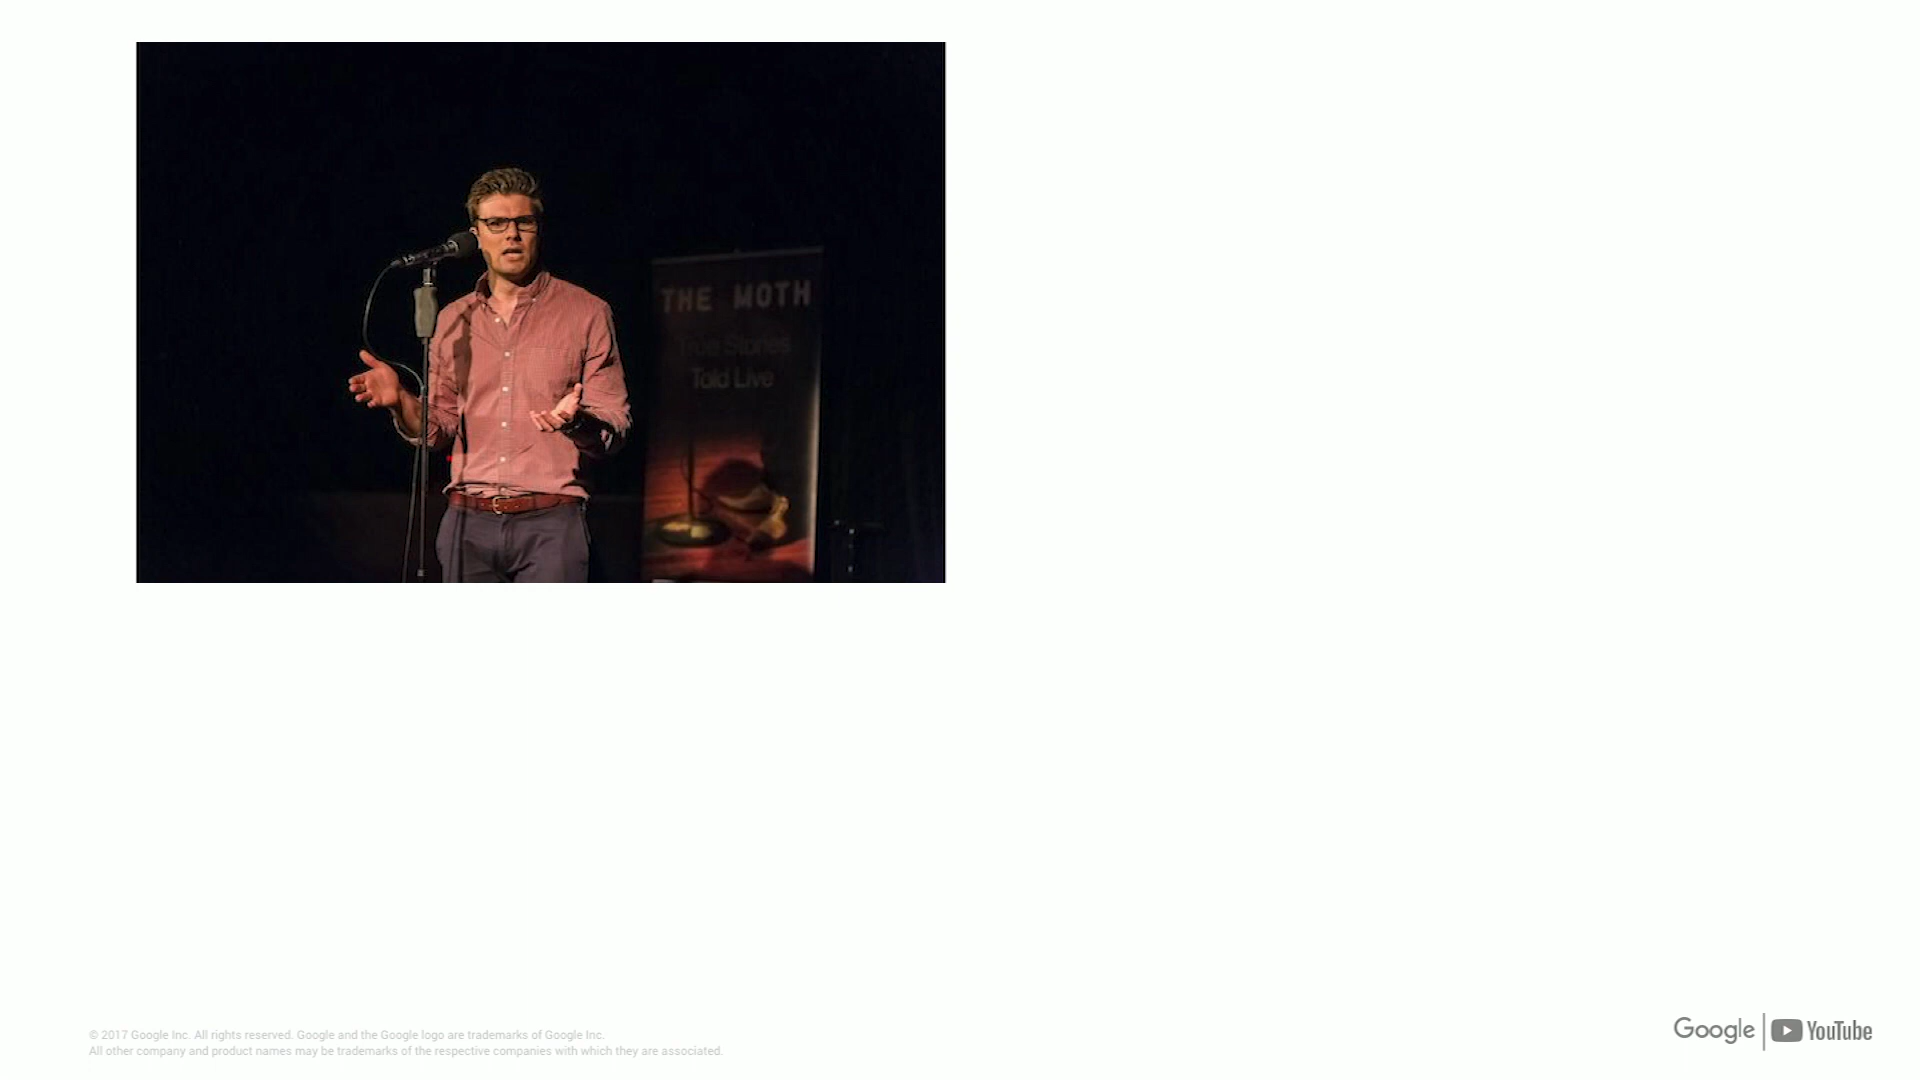 THE MOTH
True Stories
Told Live
© 2017 Google Inc. All rights reserved. Google and the Google logo are trademarks of Google Inc.
All other company and product names may be trademarks of the respective companies with which they are associated.
Google | YouTube